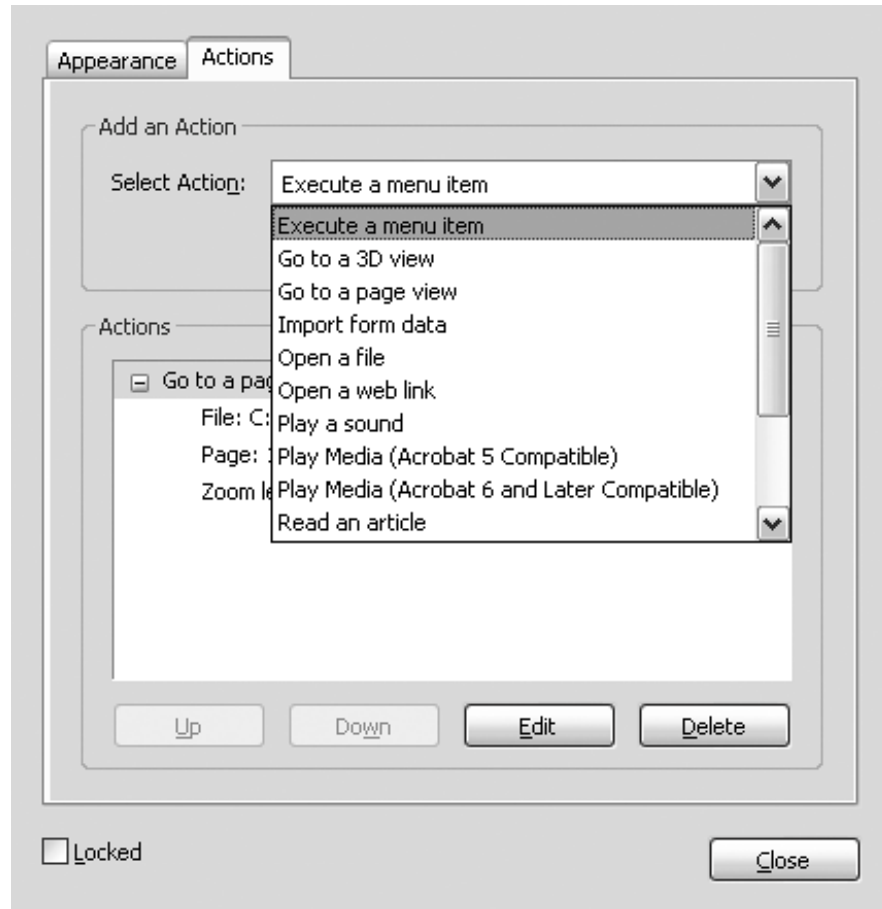 Appearance Actions
Add an Action
Select Action: Execute a menu item
Execute a menu item
Go to a 3D view
Go to a page view
Import form data
Open a file
Open a web link
Play a sound
Play Media (Acrobat 5 Compatible)
Play Media (Acrobat 6 and Later Compatible)
Read an article
Actions
Go to a
File: C:
Page:
Zoom
Up Down Edit Delete
Locked Close